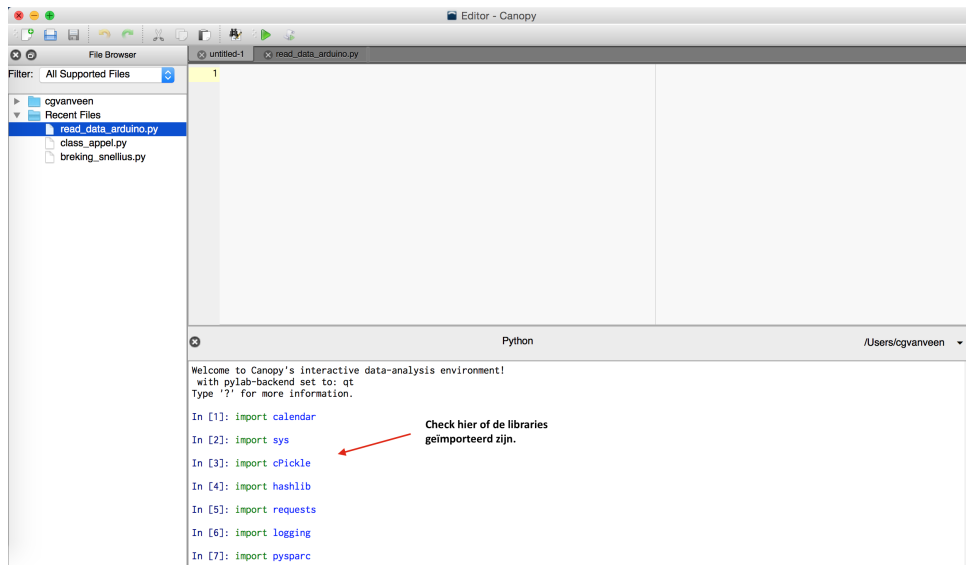 Editor - Canopy
File Browser
untitled-1
read_data_arduino.py
Filter: All Supported Files
1
cgvanveen
Recent Files
read_data_arduino.py
class_appel.py
breking_snellius.py
Python
/Users/cgvanveen
Welcome to Canopy's interactive data-analysis environment!
with pylab-backend set to: qt
Type '?' for more information.
In [1]: import calendar
Check hier of de libraries
geïmporteerd zijn.
In [2]: import sys
In [3]: import cPickle
In [4]: import hashlib
In [5]: import requests
In [6]: import logging
In [7]: import pysparc